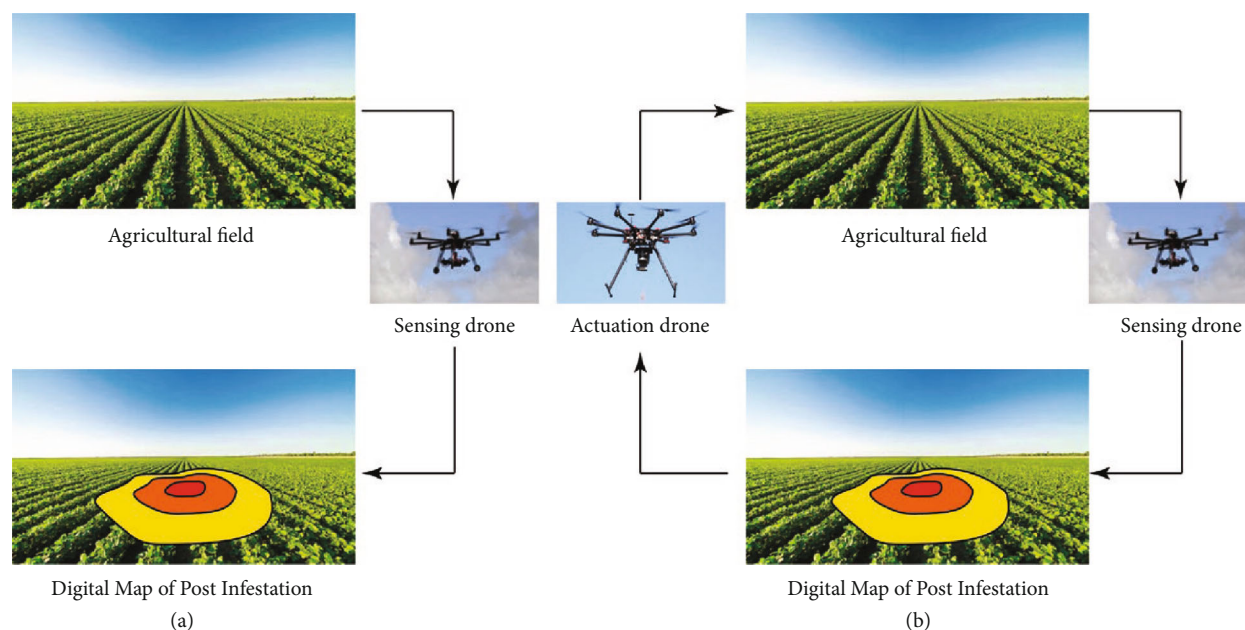 Agricultural field
Sensing drone
Digital Map of Post Infestation
(a)
Actuation drone
Agricultural field
Sensing drone
Digital Map of Post Infestation
(b)